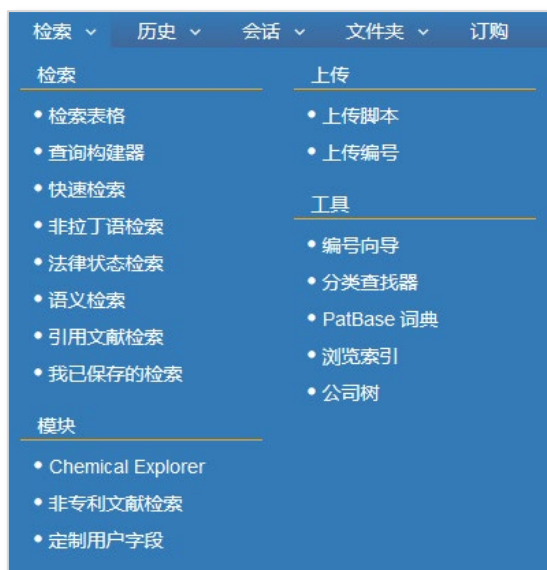 检索 历史 会话 文件夹 订购
检索
检索表格
查询构建器
快速检索
非拉丁语检索
法律状态检索
语义检索
引用文献检索
我已保存的检索
模块
Chemical Explorer
非专利文献检索
定制用户字段
上传
上传脚本
上传编号
工具
编号向导
分类查找器
PatBase 词典
浏览索引
公司树